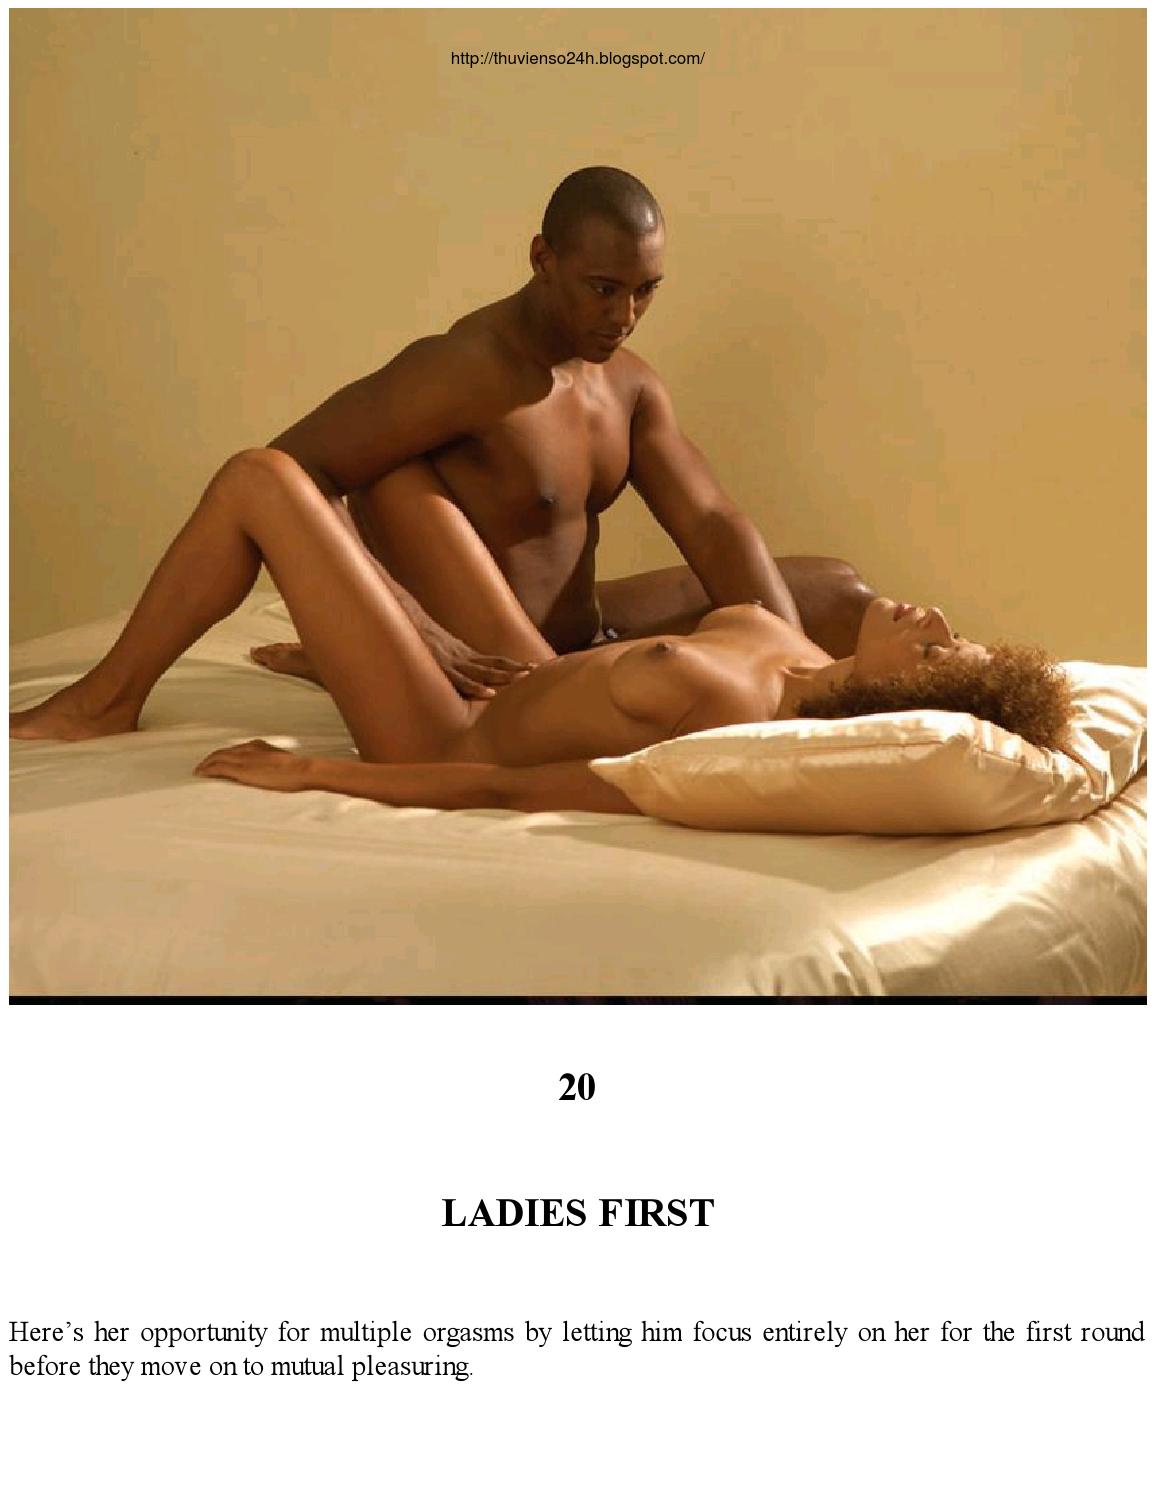 http://thuvienso24h.blogspot.com/
20
LADIES FIRST
Here’s her opportunity for multiple orgasms by letting him focus entirely on her for the first round
before they move on to mutual pleasuring.